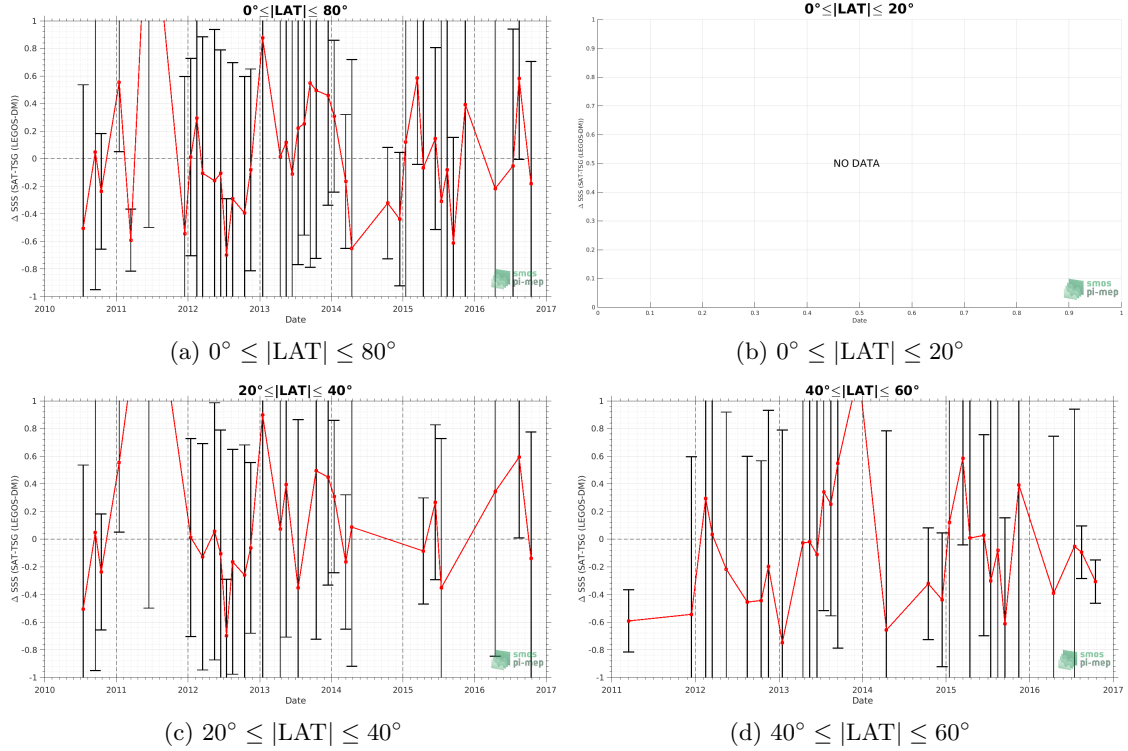 0°≤|LAT|≤ 80°
Δ SSS (SAT-TSG (LEGOS-DM))
1
0.8
0.6
0.4
0.2
0
-0.2
-0.4
-0.6
-0.8
-1
2010 2011 2012 2013 2014 2015 2016 2017
Date
smos
pi-mep
(a) 0° ≤ |LAT| ≤ 80°
0°≤|LAT|≤ 20°
Δ SSS (SAT-TSG (LEGOS-DM))
1
0.9
0.8
0.7
0.6
0.5
0.4
0.3
0.2
0.1
0
NO DATA
0 0.1 0.2 0.3 0.4 0.5 0.6 0.7 0.8 0.9 1
Date
smos
pi-mep
(b) 0° ≤ |LAT| ≤ 20°
20°≤|LAT|≤ 40°
Δ SSS (SAT-TSG (LEGOS-DM))
1
0.8
0.6
0.4
0.2
0
-0.2
-0.4
-0.6
-0.8
-1
2010 2011 2012 2013 2014 2015 2016 2017
Date
smos
pi-mep
(c) 20° ≤ |LAT| ≤ 40°
40°≤|LAT|≤ 60°
Δ SSS (SAT-TSG (LEGOS-DM))
1
0.8
0.6
0.4
0.2
0
-0.2
-0.4
-0.6
-0.8
-1
2011 2012 2013 2014 2015 2016 2017
Date
smos
pi-mep
(d) 40° ≤ |LAT| ≤ 60°